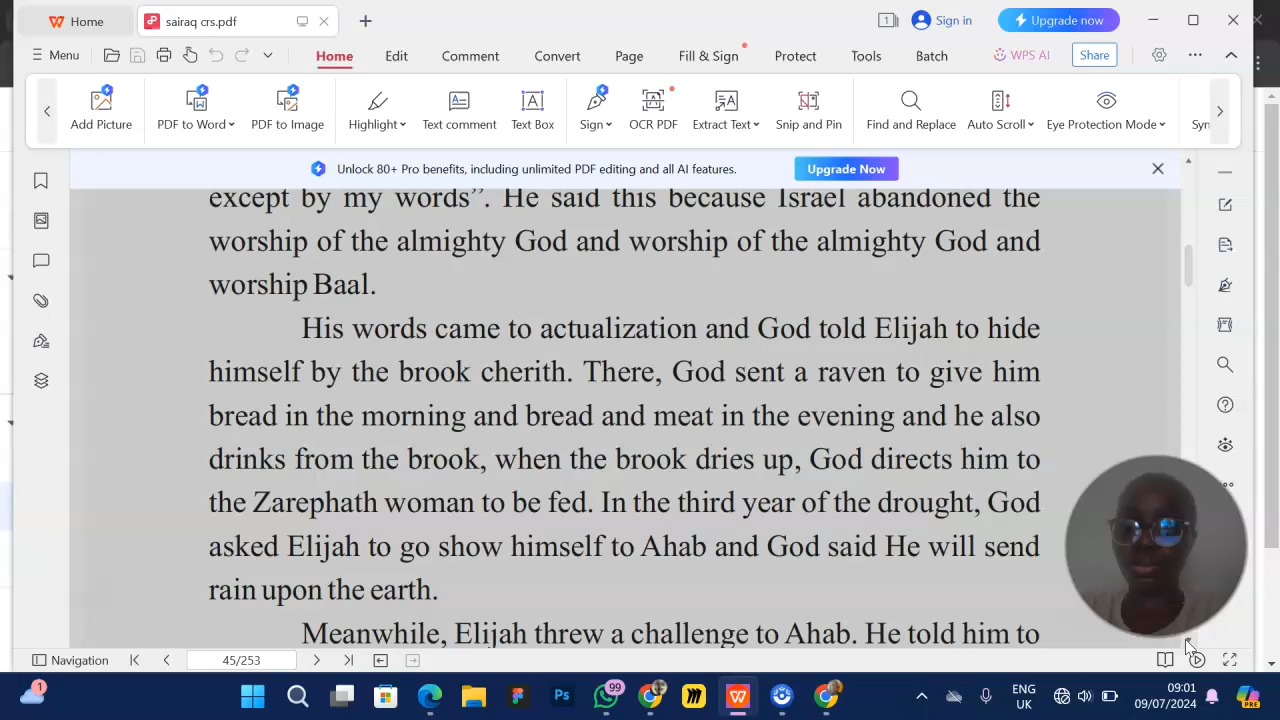 Home
sairaq crs.pdf
1
Sign in
Upgrade now
Menu
Home
Edit
Comment
Convert
Page
Fill & Sign
Protect
Tools
Batch
WPS AI
Share
Add Picture
PDF to Word
PDF to Image
Highlight
Text comment
Text Box
Sign
OCR PDF
Extract Text
Snip and Pin
Find and Replace
Auto Scroll
Eye Protection Mode
Syn
Unlock 80+ Pro benefits, including unlimited PDF editing and all AI features.
Upgrade Now
except by my words”. He said this because Israel abandoned the
worship of the almighty God and worship of the almighty God and
worship Baal.
His words came to actualization and God told Elijah to hide
himself by the brook cherith. There, God sent a raven to give him
bread in the morning and bread and meat in the evening and he also
drinks from the brook, when the brook dries up, God directs him to
the Zarephath woman to be fed. In the third year of the drought, God
asked Elijah to go show himself to Ahab and God said He will send
rain upon the earth.
Meanwhile, Elijah threw a challenge to Ahab. He told him to
Navigation
45/253
1
Ps
99
ENG
UK
09:01
09/07/2024
PRE